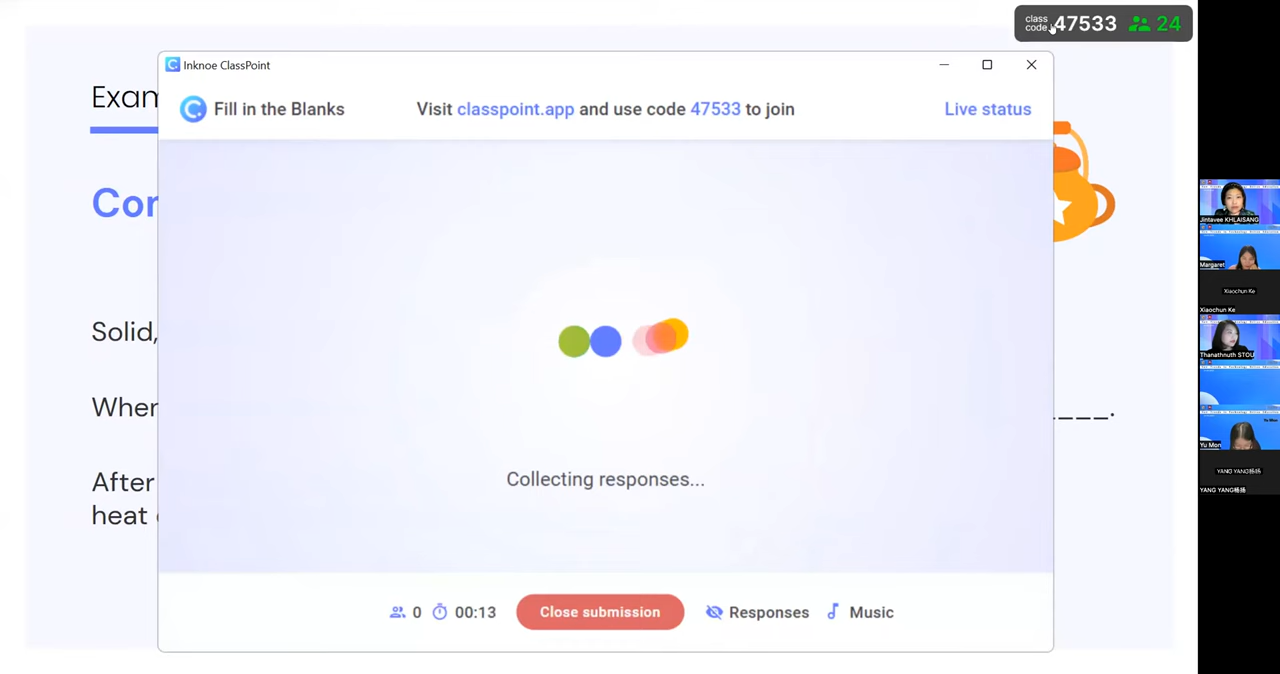 class
code
47533 24
Exam
Inknoe ClassPoint
Fill in the Blanks
Visit classpoint.app and use code 47533 to join
Live status
Cor
Solid,
When
After
heat
Collecting responses...
0 00:13 Close submission Responses Music
Jintavee KHLAISANG
Margaret
Xiaochun Ke
Xiaochun Ke
Thanathnuth STOU
Yu Mon
YANG YANG杨扬
YANG YANG杨扬